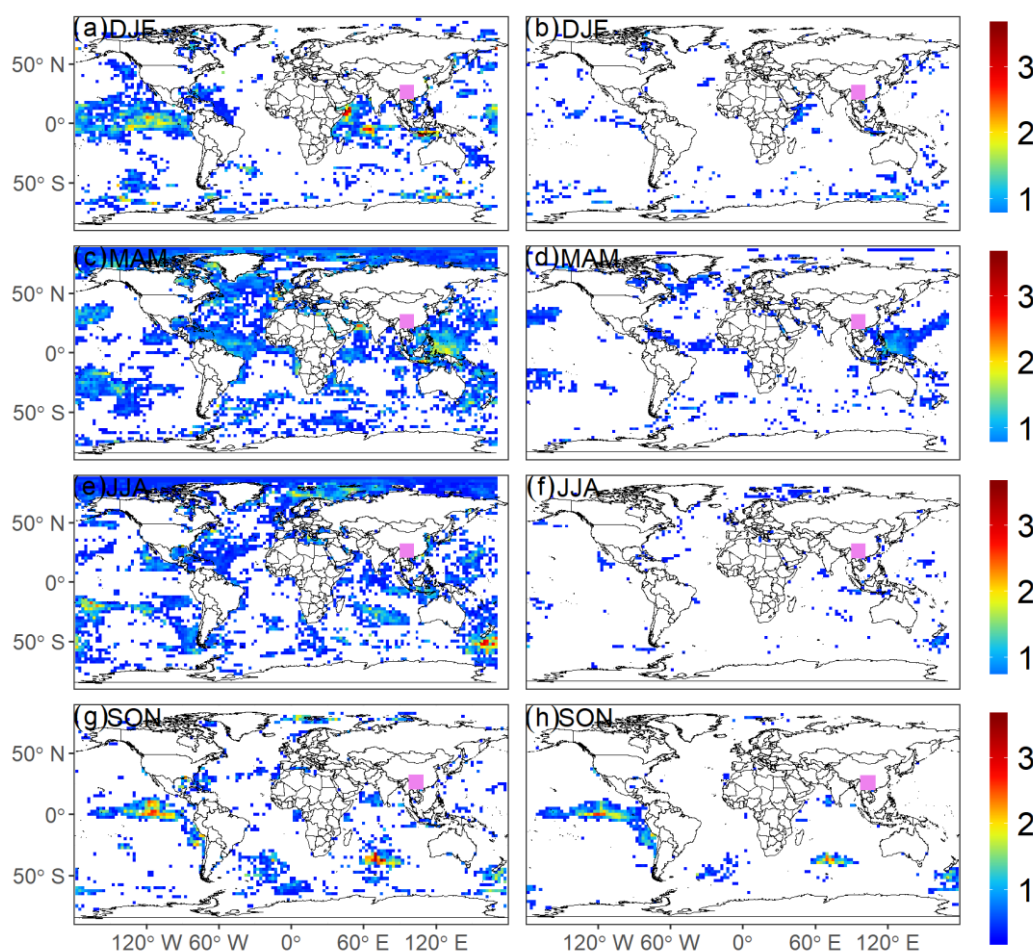 (a)DJF (b)DJF
50° N
0°
50° S
3
2
1
(c)MAM (d)MAM
50° N
0°
50° S
3
2
1
(e)JJA (f)JJA
50° N
0°
50° S
3
2
1
(g)SON (h)SON
50° N
0°
50° S
3
2
1
120° W 60° W 0° 60° E 120° E 120° W 60° W 0° 60° E 120° E